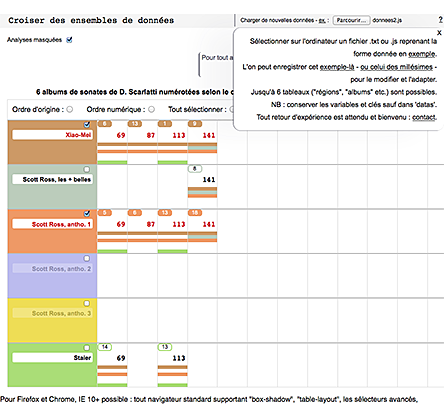 Croiser des ensembles de données
Charger de nouvelles données - ex. : Parcourir... donnees2.js ?
Analyses masquées
x
Sélectionner sur l'ordinateur un fichier .txt ou .js reprenant la
forme donnée en exemple.
L'on peut enregistrer cet exemple-là - ou celui des millésimes -
pour le modifier et l'adapter.
Jusqu'à 6 tableaux ("régions", "albums" etc.) sont possibles.
NB : conserver les variables et clés sauf dans 'datas'.
Tout retour d'expérience est attendu et bienvenu : contact.
Pour tout a
6 albums de sonates de D. Scarlatti numérotées selon le c
Ordre d'origine : Ordre numérique : Tout sélectionner :
6 13 1 9
Xiao-Mei 69 87 113 141
8
Scott Ross, les + belles 141
5 6 13 16
Scott Ross, antho. 1 69 87 113 141
Scott Ross, antho. 2
Scott Ross, antho. 3
14 13
Staier 69 113
Pour Firefox et Chrome, IE 10+ possible : tout navigateur standard supportant "box-shadow", "table-layout", les sélecteurs avancés,